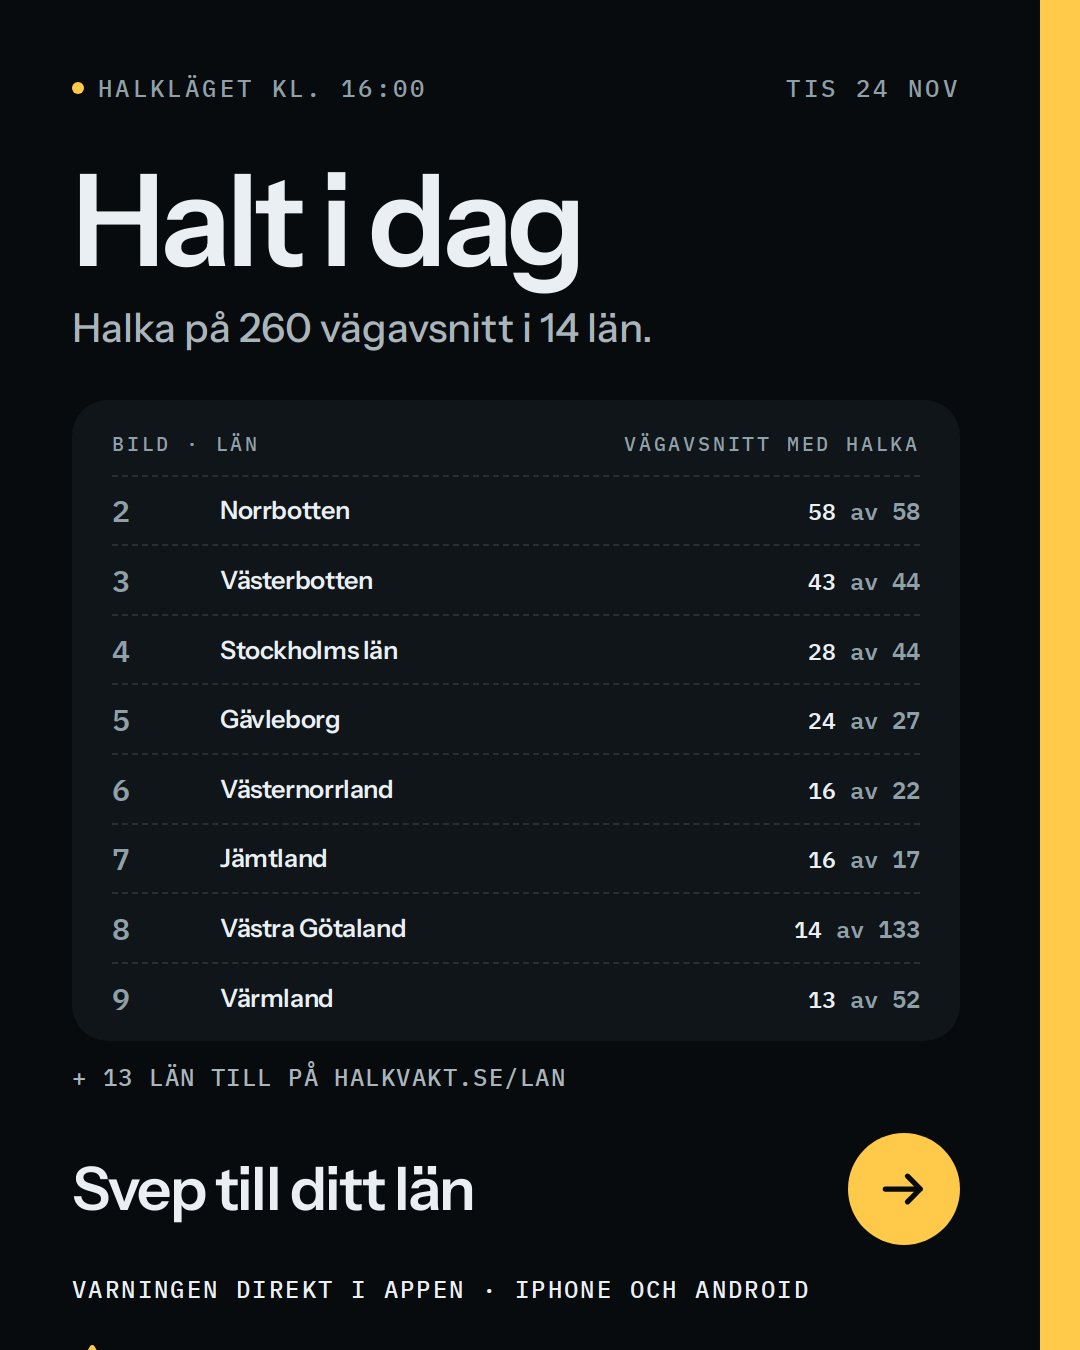 HALKLÄGET KL. 16:00 TIS 24 NOV
Halt i dag
Halka på 260 vägavsnitt i 14 län.
BILD · LÄN VÄGAVSNITT MED HALKA
2 Norrbotten 58 av 58
3 Västerbotten 43 av 44
4 Stockholms län 28 av 44
5 Gävleborg 24 av 27
6 Västernorrland 16 av 22
7 Jämtland 16 av 17
8 Västra Götaland 14 av 133
9 Värmland 13 av 52
+ 13 LÄN TILL PÅ HALKVAKT.SE/LAN
Svep till ditt län
VARNINGEN DIREKT I APPEN · IPHONE OCH ANDROID